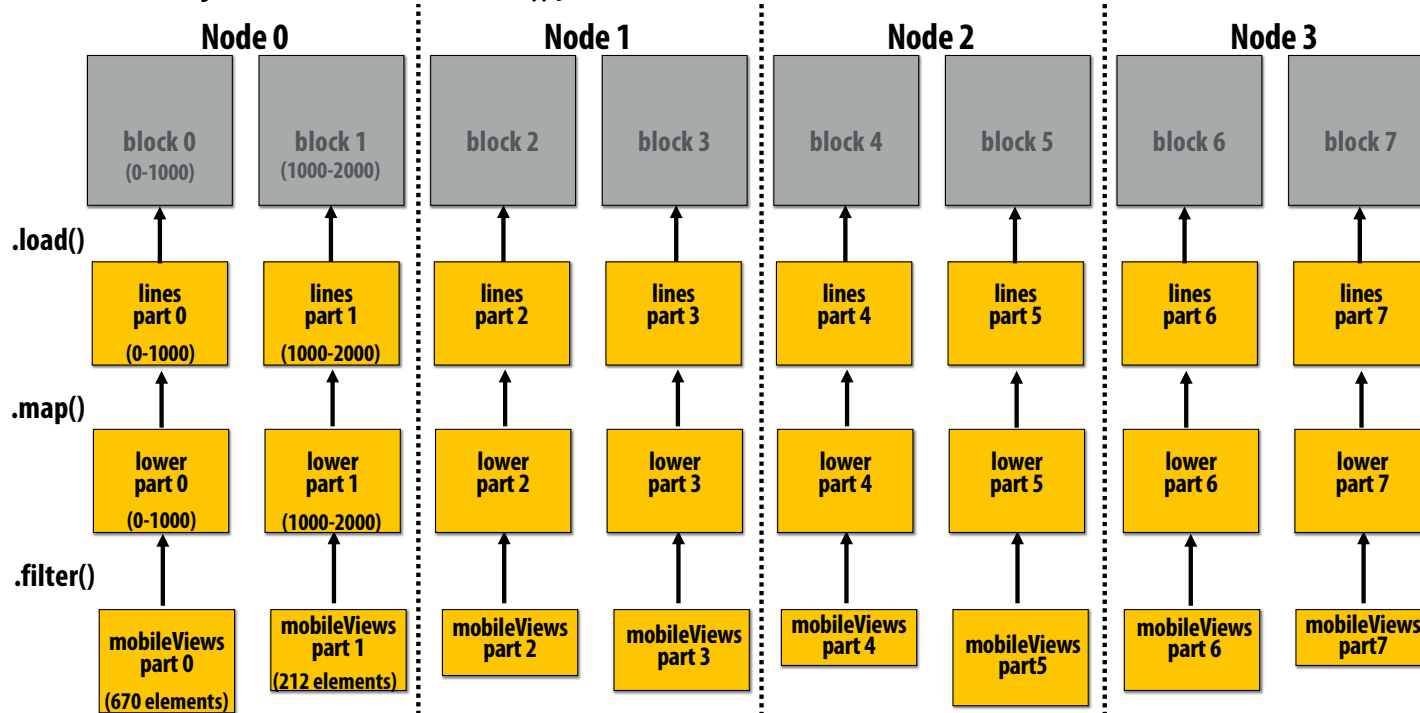 Node 0 Node 1 Node 2 Node 3
block 0 block 1 block 2 block 3 block 4 block 5 block 6 block 7
(0-1000) (1000-2000)
.load()
lines lines lines lines lines lines lines lines
part 0 part 1 part 2 part 3 part 4 part 5 part 6 part 7
(0-1000) (1000-2000)
.map()
lower lower lower lower lower lower lower lower
part 0 part 1 part 2 part 3 part 4 part 5 part 6 part 7
(0-1000) (1000-2000)
.filter()
mobileViews mobileViews mobileViews mobileViews mobileViews mobileViews mobileViews mobileViews
part 0 part 1 part 2 part 3 part 4 part5 part 6 part7
(670 elements) (212 elements)